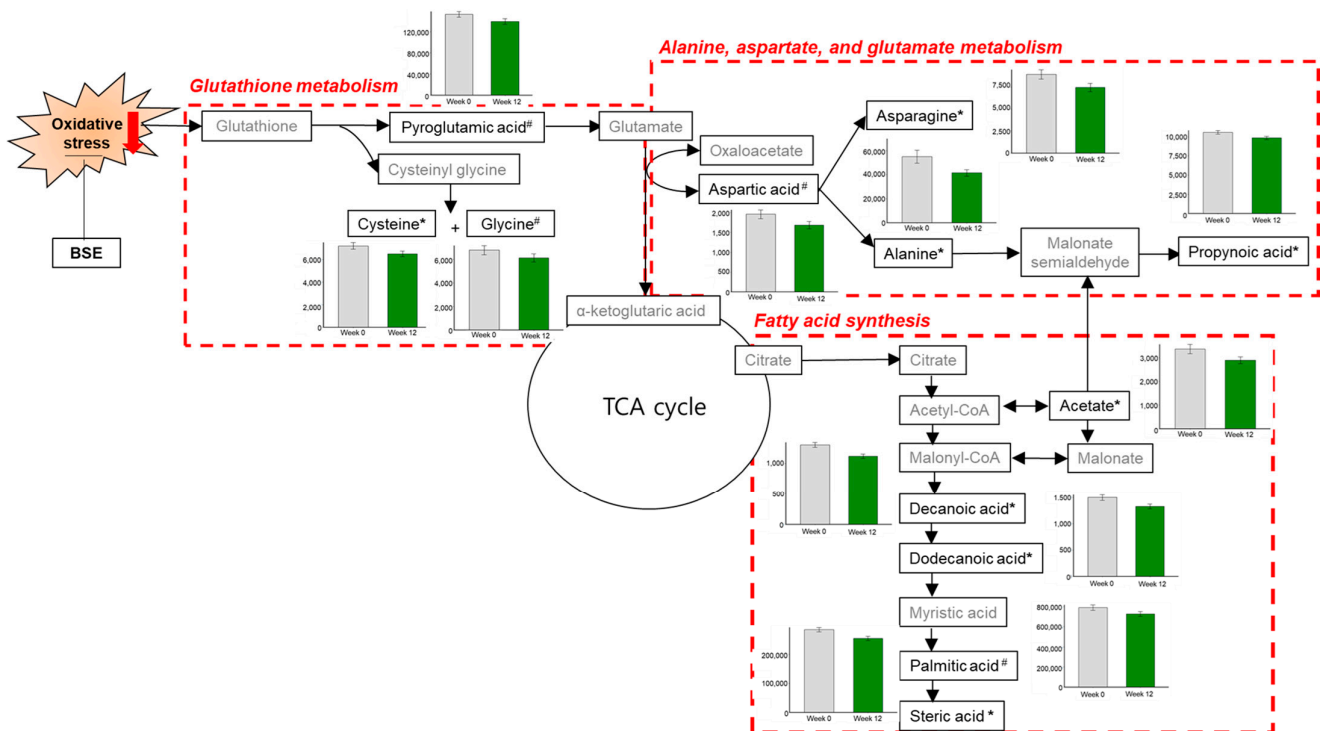 120,000
80,000
40,000
0
Week 0
Week 12
Alanine, aspartate, and glutamate metabolism
Glutathione metabolism
Oxidative
stress
BSE
Glutathione
Pyroglutamic acid#
Glutamate
Cysteinyl glycine
Cysteine*
+
Glycine#
6,000
4,000
2,000
0
Week 0
Week 12
6,000
4,000
2,000
0
Week 0
Week 12
Oxaloacetate
Aspartic acid#
2,000
1,500
1,000
500
0
Week 0
Week 12
Asparagine*
60,000
40,000
20,000
0
Week 0
Week 12
Alanine*
7,500
5,000
2,500
0
Week 0
Week 12
Malonate
semialdehyde
10,000
7,500
5,000
2,500
0
Week 0
Week 12
Propynoic acid*
α-ketoglutaric acid
TCA cycle
Citrate
Fatty acid synthesis
Citrate
Acetyl-CoA
Acetate*
3,000
2,000
1,000
0
Week 0
Week 12
Malonyl-CoA
Malonate
1,000
500
0
Week 0
Week 12
Decanoic acid*
Dodecanoic acid*
1,500
1,000
500
0
Week 0
Week 12
Myristic acid
Palmitic acid#
800,000
600,000
400,000
200,000
0
Week 0
Week 12
200,000
100,000
0
Week 0
Week 12
Steric acid*